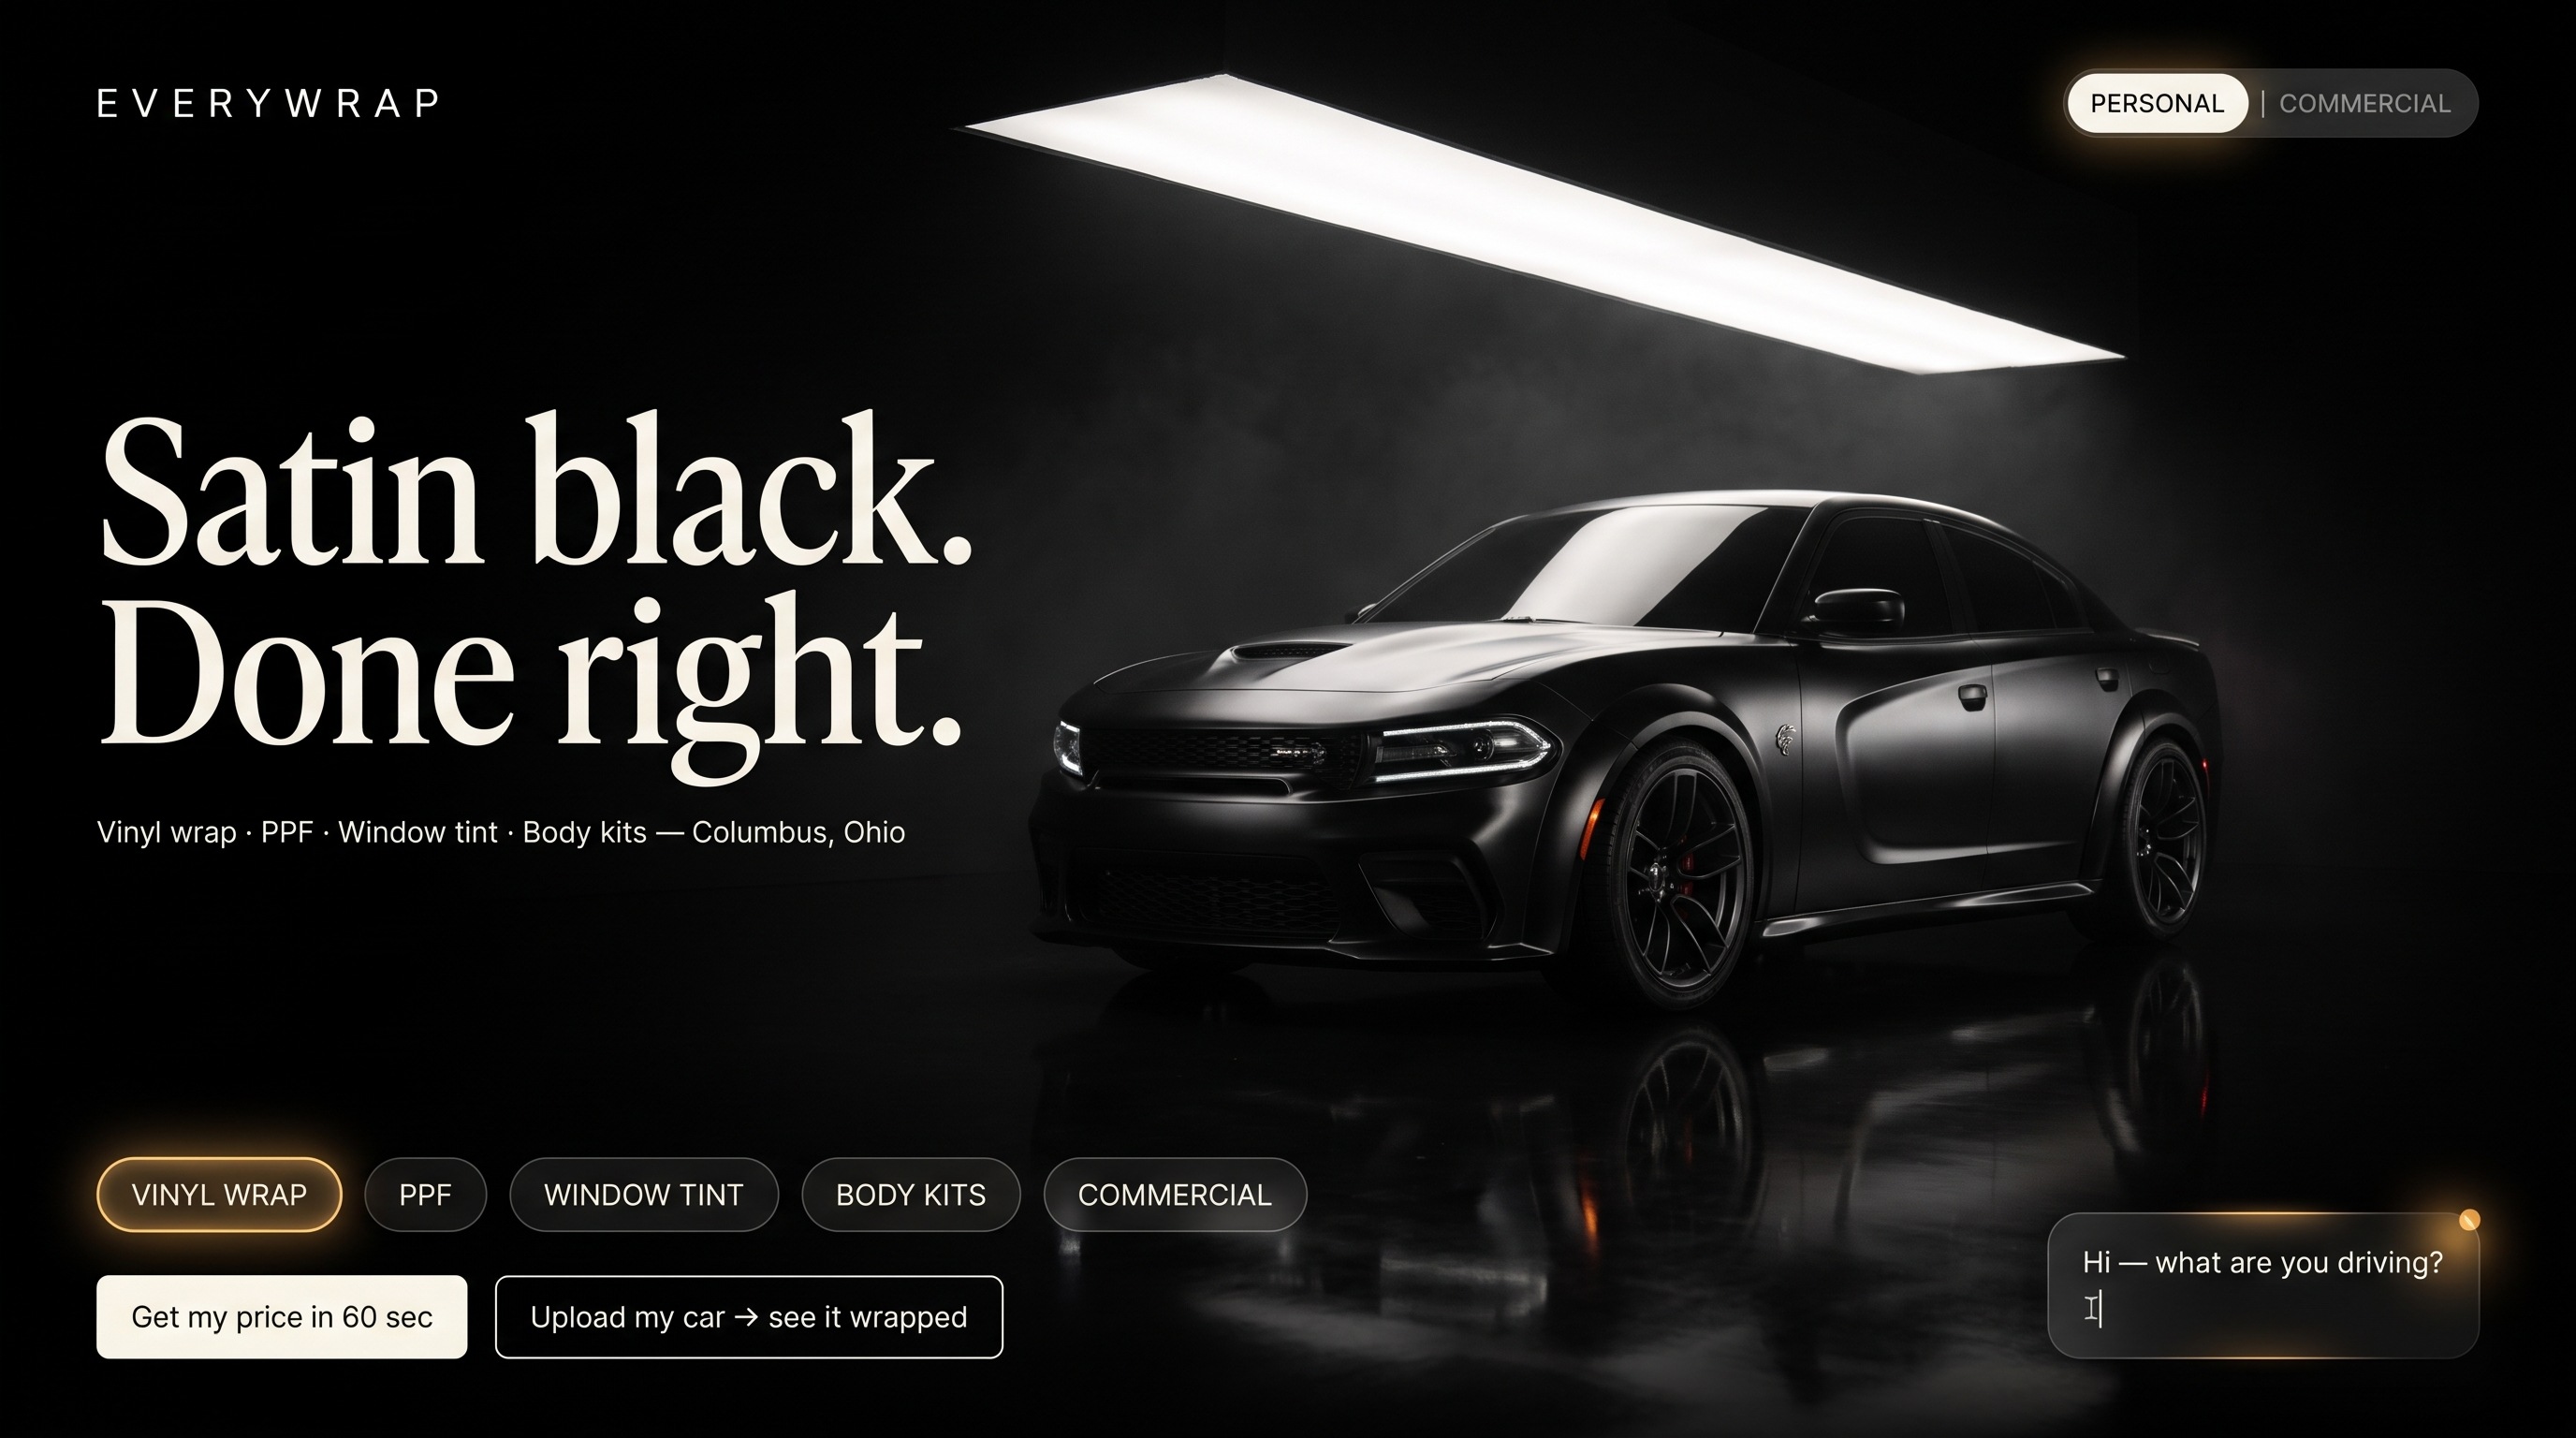 EVERYWRAP
PERSONAL | COMMERCIAL
Satin black.
Done right.
Vinyl wrap · PPF · Window tint · Body kits — Columbus, Ohio
VINYL WRAP
PPF
WINDOW TINT
BODY KITS
COMMERCIAL
Get my price in 60 sec
Upload my car → see it wrapped
Hi — what are you driving?